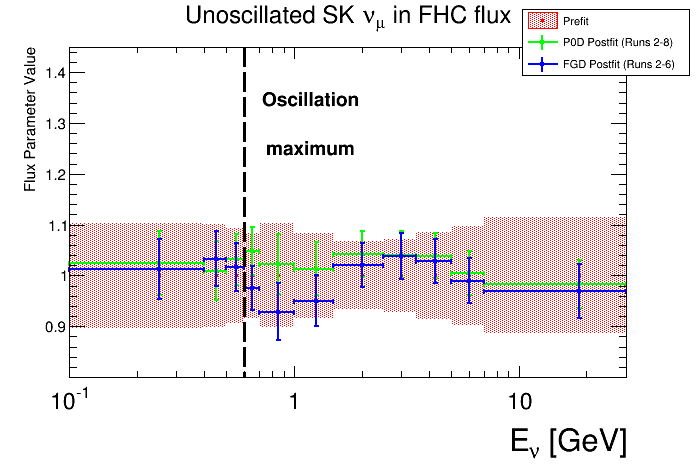 Unoscillated SK νμ in FHC flux
Prefit
P0D Postfit (Runs 2-8)
FGD Postfit (Runs 2-6)
Flux Parameter Value
1.4
1.3
1.2
1.1
1
0.9
Oscillation
maximum
10⁻¹
1
10
Eν [GeV]